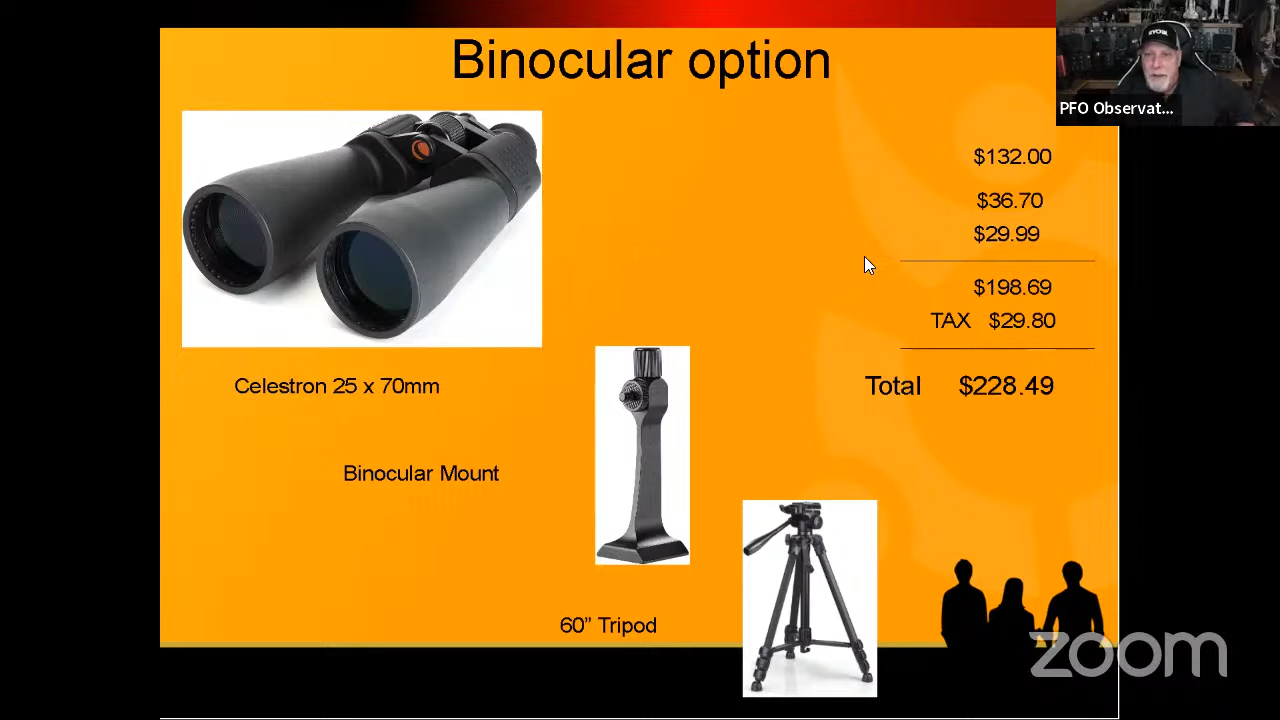 Binocular option
RYOBI
PFO Observat...
$132.00
$36.70
$29.99
$198.69
TAX $29.80
Total $228.49
Celestron 25 x 70mm
Binocular Mount
60” Tripod
zoom